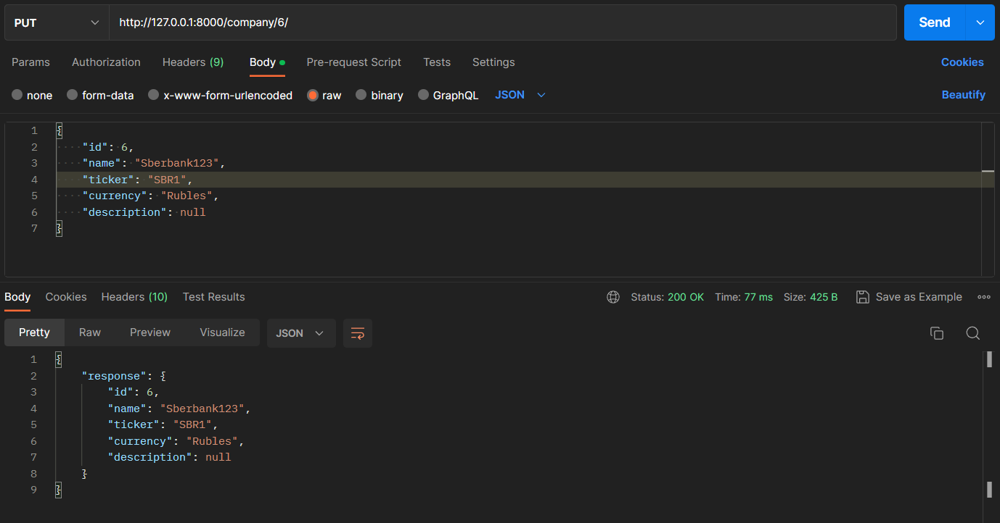 PUT http://127.0.0.1:8000/company/6/ Send
Params Authorization Headers (9) Body Pre-request Script Tests Settings Cookies
none form-data x-www-form-urlencoded raw binary GraphQL JSON Beautify
1 {
2 "id": 6,
3 "name": "Sberbank123",
4 "ticker": "SBR1",
5 "currency": "Rubles",
6 "description": null
7 }
Body Cookies Headers (10) Test Results Status: 200 OK Time: 77 ms Size: 425 B Save as Example
Pretty Raw Preview Visualize JSON
1 {
2 "response": {
3 "id": 6,
4 "name": "Sberbank123",
5 "ticker": "SBR1",
6 "currency": "Rubles",
7 "description": null
8 }
9 }